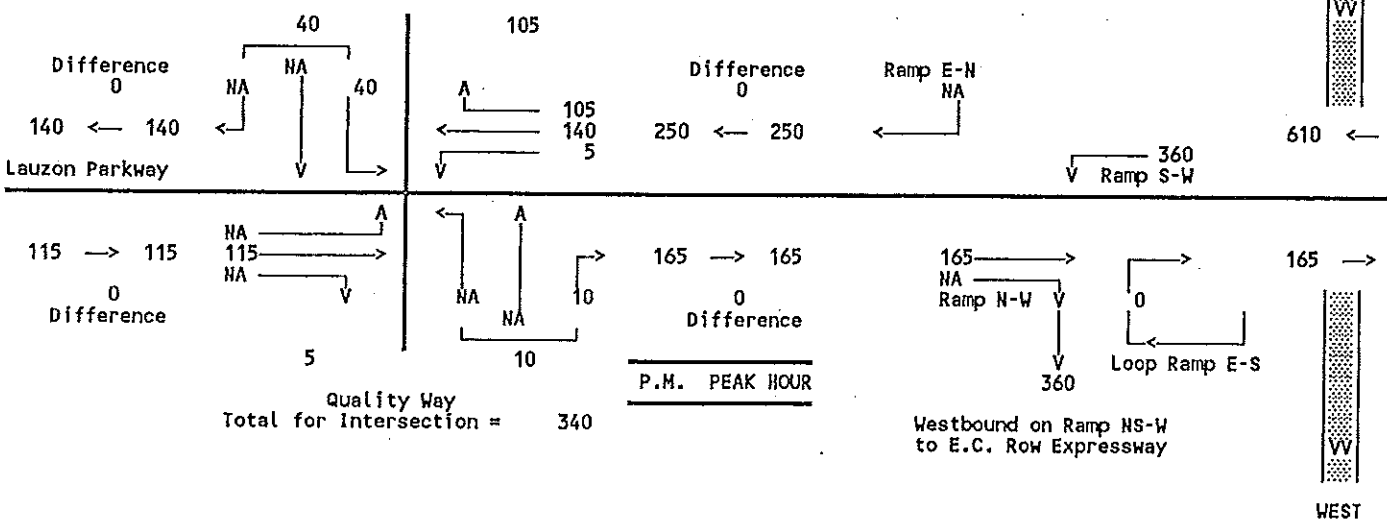 VV
40 105
Difference NA Difference Ramp E-N
0 NA 40 0 NA
A 105
140 <— 140 <— <— 140 250 <— 250 <— 610 <—
5 360
Lauzon Parkway V —> V V Ramp S-W
A <— A
NA
115 —> 115 115—> —> 165 —> 165 165—> —> 165 —>
NA NA
0 V NA 10 0 Ramp N-W V 0
Difference NA Difference
V Loop Ramp E-S
5 10 360
P.M. PEAK HOUR
Quality Way
Total for Intersection = 340
Westbound on Ramp NS-W
to E.C. Row Expressway
VV
WEST